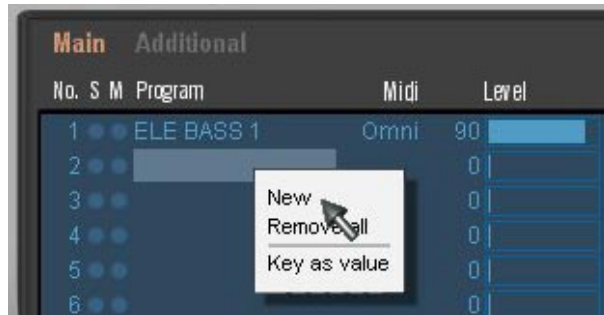 Main Additional
No. S M Program Midi Level
1 ELE BASS 1 Omni 90
2 0
3 0
4 0
5 0
6 0
New
Remove all
Key as value